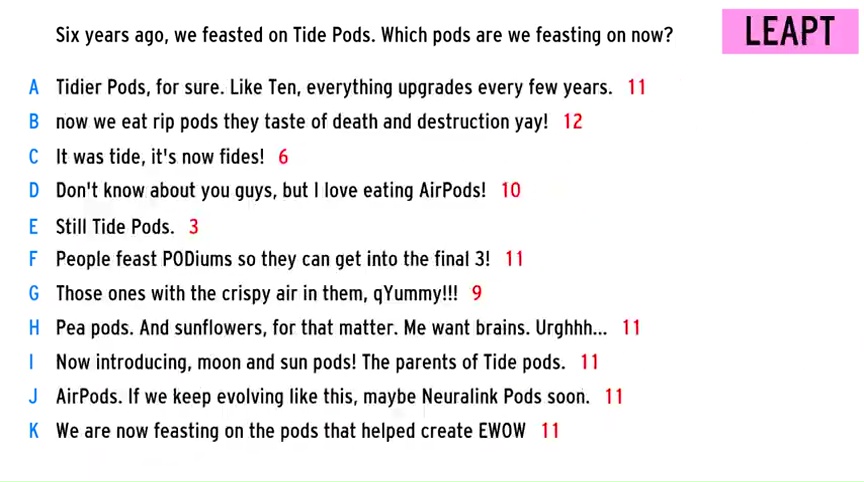 Six years ago, we feasted on Tide Pods. Which pods are we feasting on now?
LEAPT
A Tidier Pods, for sure. Like Ten, everything upgrades every few years. 11
B now we eat rip pods they taste of death and destruction yay! 12
C It was tide, it's now fides! 6
D Don't know about you guys, but I love eating AirPods! 10
E Still Tide Pods. 3
F People feast PODiums so they can get into the final 3! 11
G Those ones with the crispy air in them, qYummy!!! 9
H Pea pods. And sunflowers, for that matter. Me want brains. Urghhh... 11
I Now introducing, moon and sun pods! The parents of Tide pods. 11
J AirPods. If we keep evolving like this, maybe Neuralink Pods soon. 11
K We are now feasting on the pods that helped create EWOW 11